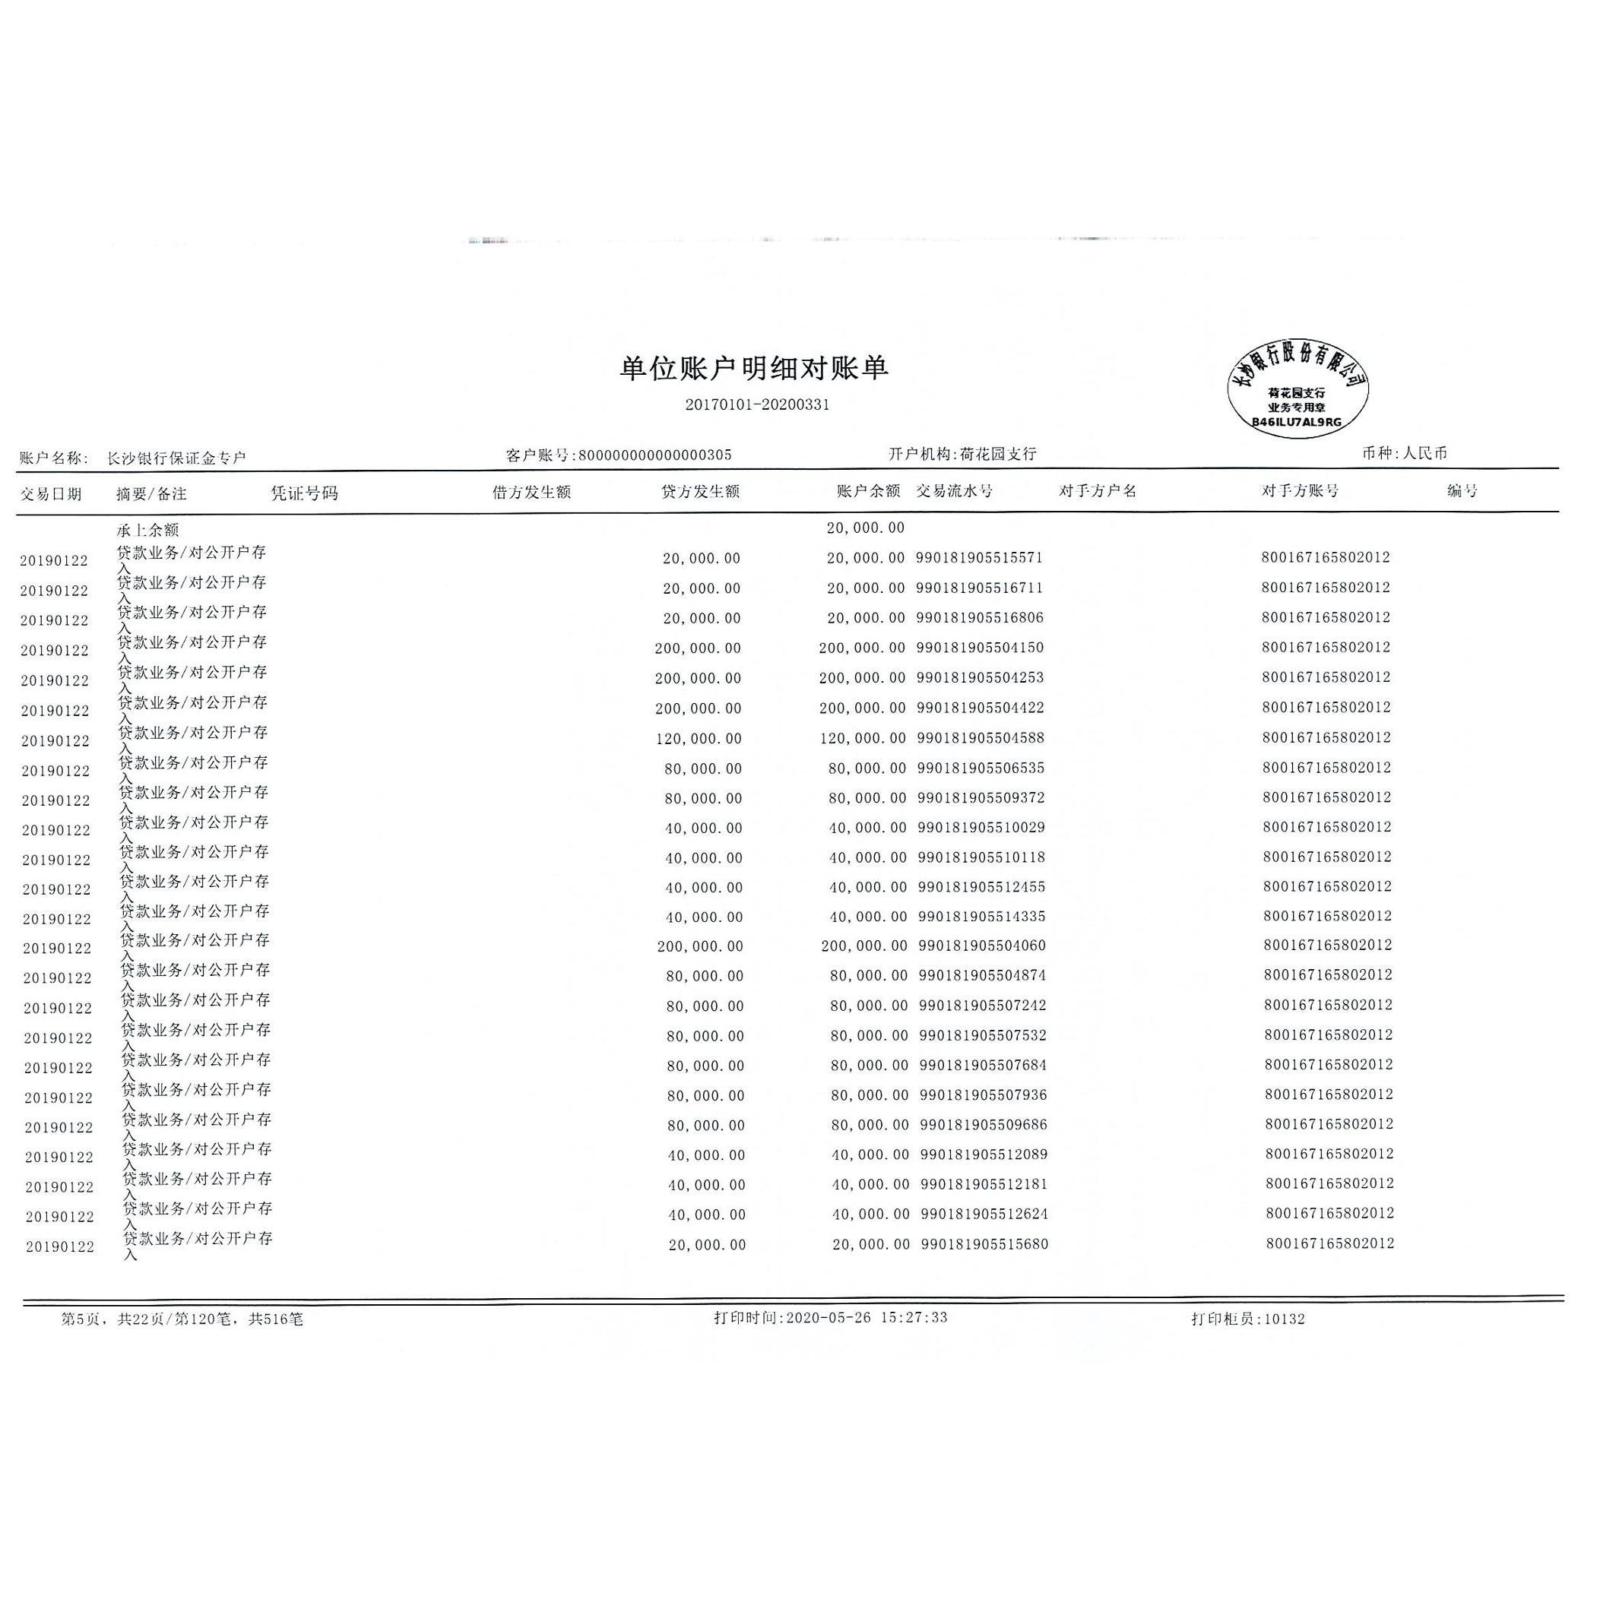 单位账户明细对账单
20170101-20200331
长沙银行股份有限公司
荷花园支行
业务专用章
B46ILU7AL9RG
账户名称: 长沙银行保证金专户 客户账号:800000000000000305 开户机构:荷花园支行 币种:人民币
交易日期 摘要/备注 凭证号码 借方发生额 贷方发生额 账户余额 交易流水号 对手方户名 对手方账号 编号
承上余额 20,000.00
20190122 贷款业务/对公开户存 20,000.00 20,000.00 990181905515571 800167165802012
入
20190122 贷款业务/对公开户存 20,000.00 20,000.00 990181905516711 800167165802012
入
20190122 贷款业务/对公开户存 20,000.00 20,000.00 990181905516806 800167165802012
入
20190122 贷款业务/对公开户存 200,000.00 200,000.00 990181905504150 800167165802012
入
20190122 贷款业务/对公开户存 200,000.00 200,000.00 990181905504253 800167165802012
入
20190122 贷款业务/对公开户存 200,000.00 200,000.00 990181905504422 800167165802012
入
20190122 贷款业务/对公开户存 120,000.00 120,000.00 990181905504588 800167165802012
入
20190122 贷款业务/对公开户存 80,000.00 80,000.00 990181905506535 800167165802012
入
20190122 贷款业务/对公开户存 80,000.00 80,000.00 990181905509372 800167165802012
入
20190122 贷款业务/对公开户存 40,000.00 40,000.00 990181905510029 800167165802012
入
20190122 贷款业务/对公开户存 40,000.00 40,000.00 990181905510118 800167165802012
入
20190122 贷款业务/对公开户存 40,000.00 40,000.00 990181905512455 800167165802012
入
20190122 贷款业务/对公开户存 40,000.00 40,000.00 990181905514335 800167165802012
入
20190122 贷款业务/对公开户存 200,000.00 200,000.00 990181905504060 800167165802012
入
20190122 贷款业务/对公开户存 80,000.00 80,000.00 990181905504874 800167165802012
入
20190122 贷款业务/对公开户存 80,000.00 80,000.00 990181905507242 800167165802012
入
20190122 贷款业务/对公开户存 80,000.00 80,000.00 990181905507532 800167165802012
入
20190122 贷款业务/对公开户存 80,000.00 80,000.00 990181905507684 800167165802012
入
20190122 贷款业务/对公开户存 80,000.00 80,000.00 990181905507936 800167165802012
入
20190122 贷款业务/对公开户存 80,000.00 80,000.00 990181905509686 800167165802012
入
20190122 贷款业务/对公开户存 40,000.00 40,000.00 990181905512089 800167165802012
入
20190122 贷款业务/对公开户存 40,000.00 40,000.00 990181905512181 800167165802012
入
20190122 贷款业务/对公开户存 40,000.00 40,000.00 990181905512624 800167165802012
入
20190122 贷款业务/对公开户存 20,000.00 20,000.00 990181905515680 800167165802012
入
第5页, 共22页/第120笔, 共516笔 打印时间:2020-05-26 15:27:33 打印柜员:10132